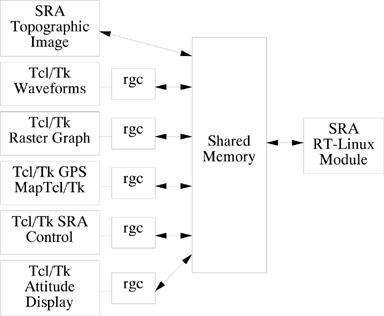 SRA
Topographic
Image
Tcl/Tk
Waveforms
rgc
Tcl/Tk
Raster Graph
rgc
Tcl/Tk GPS
MapTcl/Tk
rgc
Tcl/Tk SRA
Control
rgc
Tcl/Tk
Attitude
Display
rgc
Shared
Memory
SRA
RT-Linux
Module